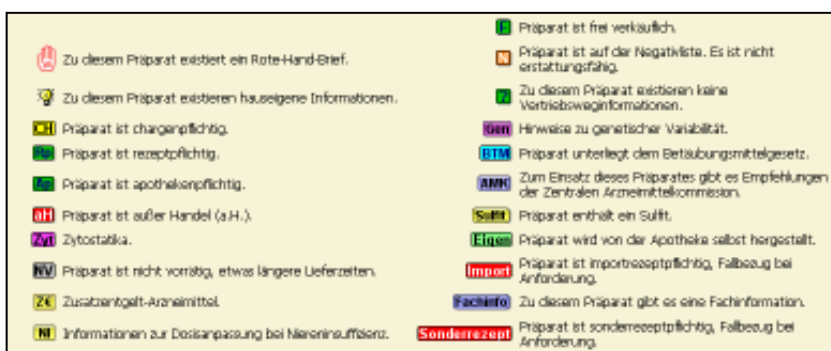 Zu diesem Präparat existiert ein Rote-Hand-Brief.
Zu diesem Präparat existieren hauseigene Informationen.
CH Präparat ist chargenpflichtig.
Rp Präparat ist rezeptpflichtig.
Ap Präparat ist apothekenpflichtig.
aH Präparat ist außer Handel (a.H.).
Zyt Zytostatika.
NV Präparat ist nicht vorrätig, etwas längere Lieferzeiten.
Z€ Zusatzentgelt-Arzneimittel.
NI Informationen zur Dosisanpassung bei Niereninsuffizienz.
F Präparat ist frei verkäuflich.
N Präparat ist auf der Negativliste. Es ist nicht
erstattungsfähig.
? Zu diesem Präparat existieren keine
Vertriebsweginformationen.
Gen Hinweise zu genetischer Variabilität.
BTM Präparat unterliegt dem Betäubungsmittelgesetz.
AMK Zum Einsatz dieses Präparates gibt es Empfehlungen
der Zentralen Arzneimittelkommission.
Sulfit Präparat enthält ein Sulfit.
Eigen Präparat wird von der Apotheke selbst hergestellt.
Import Präparat ist importrezeptpflichtig, Fallbezug bei
Anforderung.
Fachinfo Zu diesem Präparat gibt es eine Fachinformation.
Sonderrezept Präparat ist sonderrezeptpflichtig, Fallbezug bei
Anforderung.